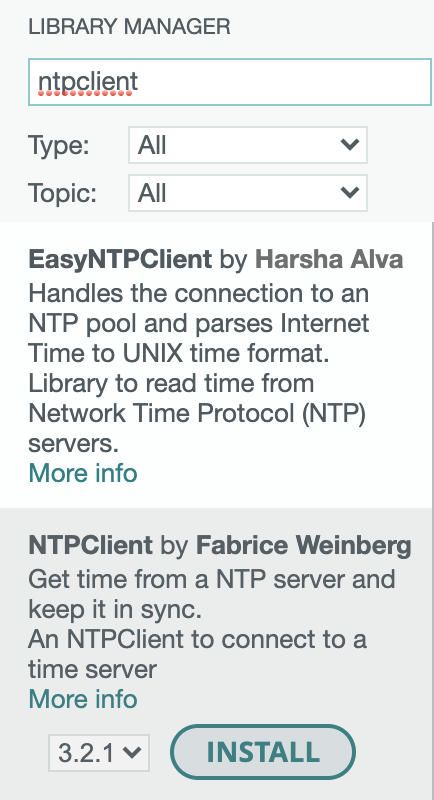 LIBRARY MANAGER
ntpclient
Type: All
Topic: All
EasyNTPClient by Harsha Alva
Handles the connection to an
NTP pool and parses Internet
Time to UNIX time format.
Library to read time from
Network Time Protocol (NTP)
servers.
More info
NTPClient by Fabrice Weinberg
Get time from a NTP server and
keep it in sync.
An NTPClient to connect to a
time server
More info
3.2.1 INSTALL